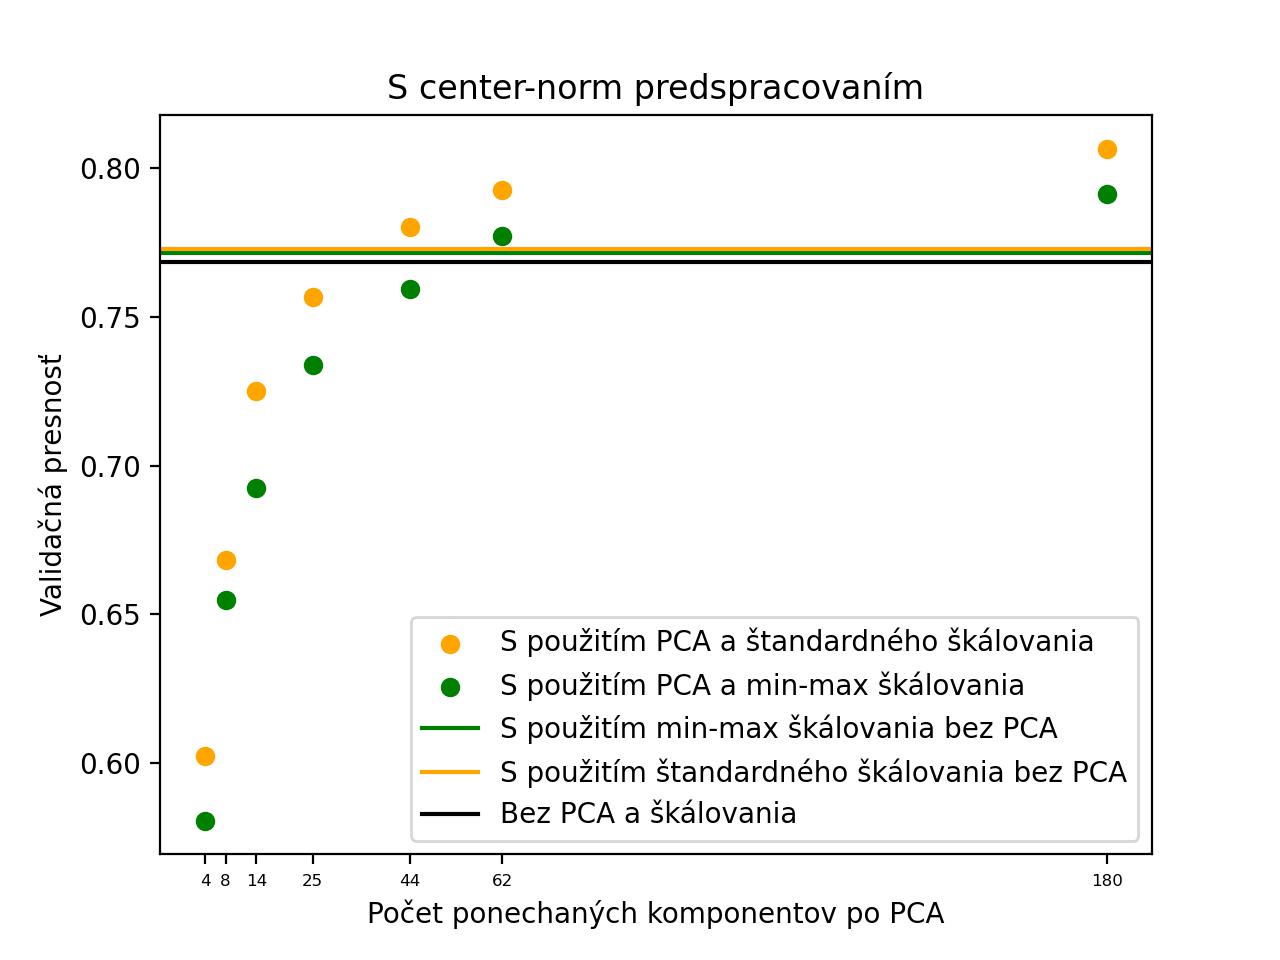 S center-norm predspracovaním
0.80
0.75
0.70
0.65
0.60
Validačná presnosť
S použitím PCA a štandardného škálovania
S použitím PCA a min-max škálovania
S použitím min-max škálovania bez PCA
S použitím štandardného škálovania bez PCA
Bez PCA a škálovania
4 8 14 25 44 62 180
Počet ponechaných komponentov po PCA